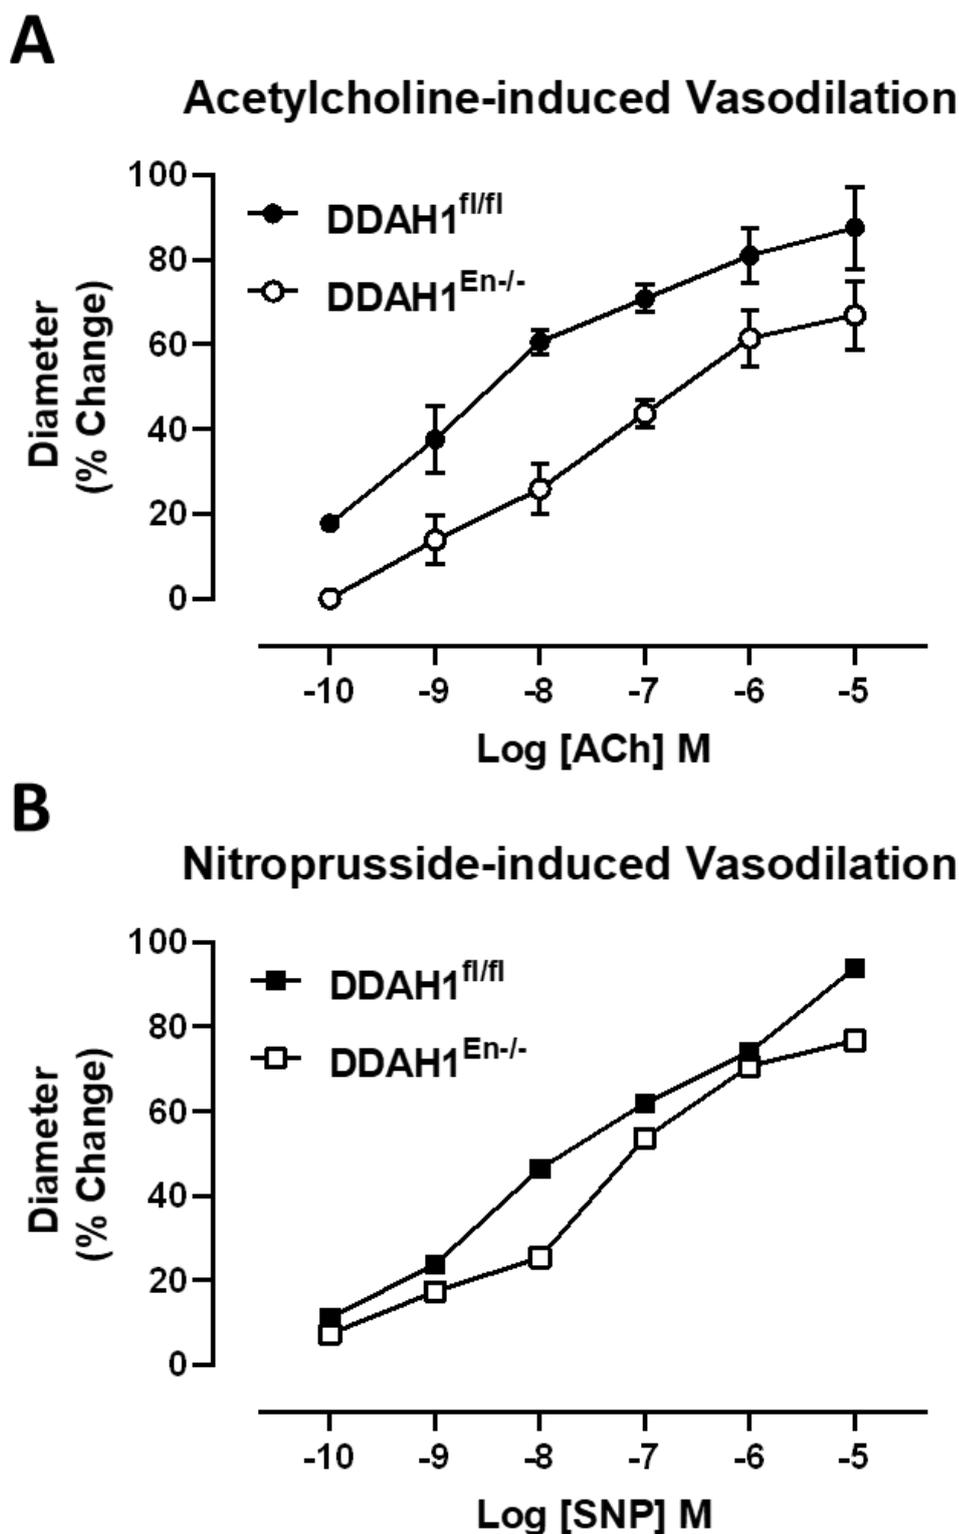 A
Acetylcholine-induced Vasodilation
100
80
60
40
20
0
Diameter
(% Change)
DDAH1fl/fl
DDAH1En-/-
-10 -9 -8 -7 -6 -5
Log [ACh] M
B
Nitroprusside-induced Vasodilation
100
80
60
40
20
0
Diameter
(% Change)
DDAH1fl/fl
DDAH1En-/-
-10 -9 -8 -7 -6 -5
Log [SNP] M